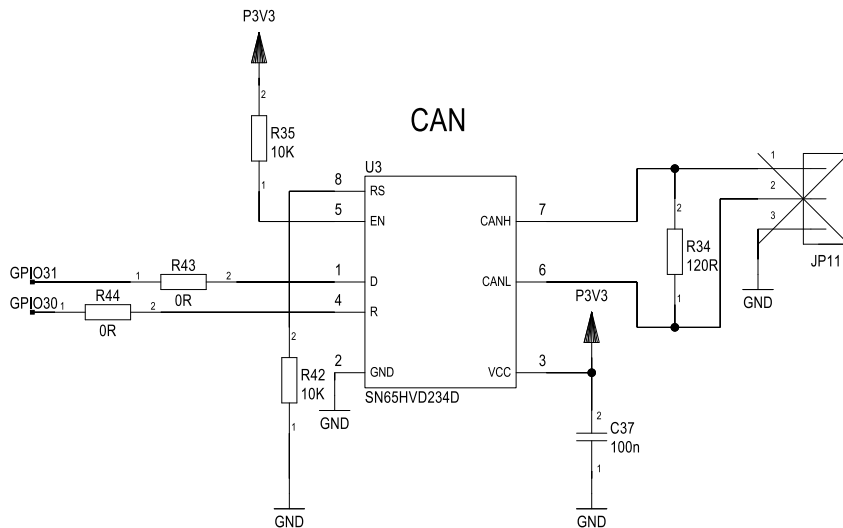 P3V3
2
R35
10K
1
CAN
U3
8 RS
5 EN
CANH 7
1
2
3
JP11
GND
2
R34
120R
1
GPIO31
1 R43 2
0R
1 D
CANL 6
GPIO30
1 R44 2
0R
4 R
P3V3
2
R42
10K
1
GND
2 GND
GND
VCC 3
SN65HVD234D
2
C37
100n
1
GND